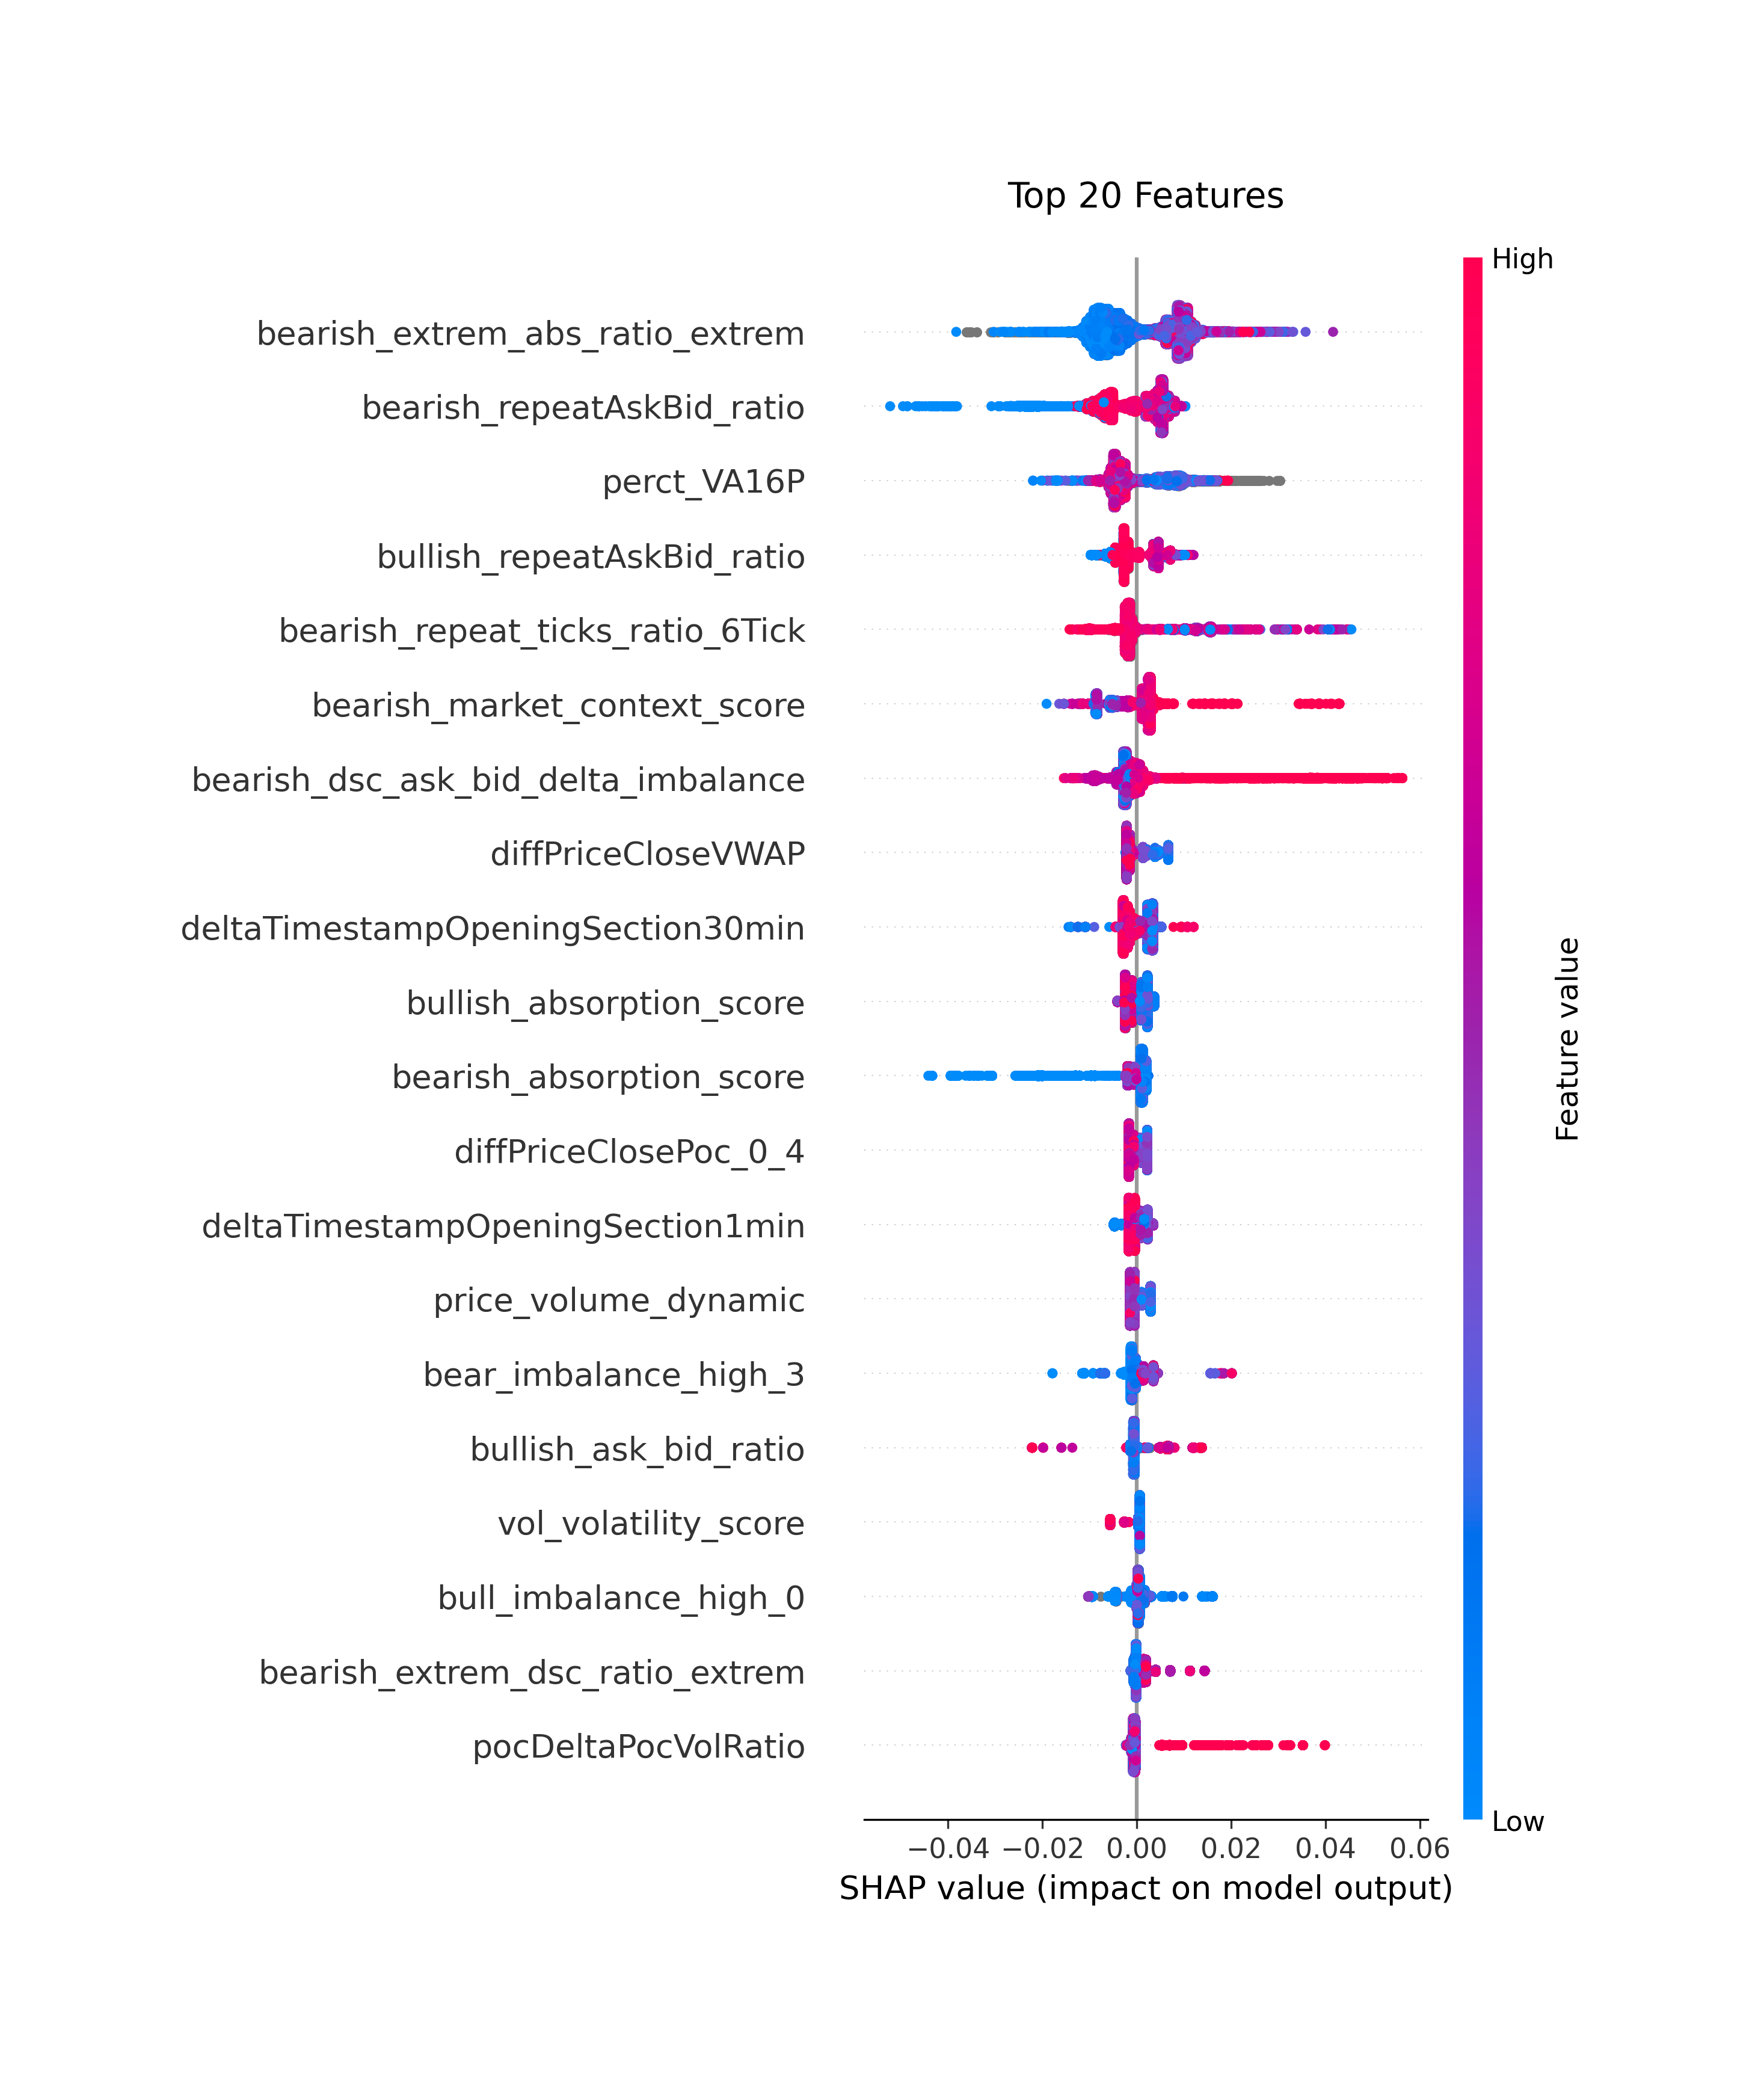 Top 20 Features
High
bearish_extrem_abs_ratio_extrem
bearish_repeatAskBid_ratio
perct_VA16P
bullish_repeatAskBid_ratio
bearish_repeat_ticks_ratio_6Tick
bearish_market_context_score
bearish_dsc_ask_bid_delta_imbalance
diffPriceCloseVWAP
deltaTimestampOpeningSection30min
bullish_absorption_score
bearish_absorption_score
diffPriceClosePoc_0_4
deltaTimestampOpeningSection1min
price_volume_dynamic
bear_imbalance_high_3
bullish_ask_bid_ratio
vol_volatility_score
bull_imbalance_high_0
bearish_extrem_dsc_ratio_extrem
pocDeltaPocVolRatio
Feature value
Low
−0.04 −0.02 0.00 0.02 0.04 0.06
SHAP value (impact on model output)